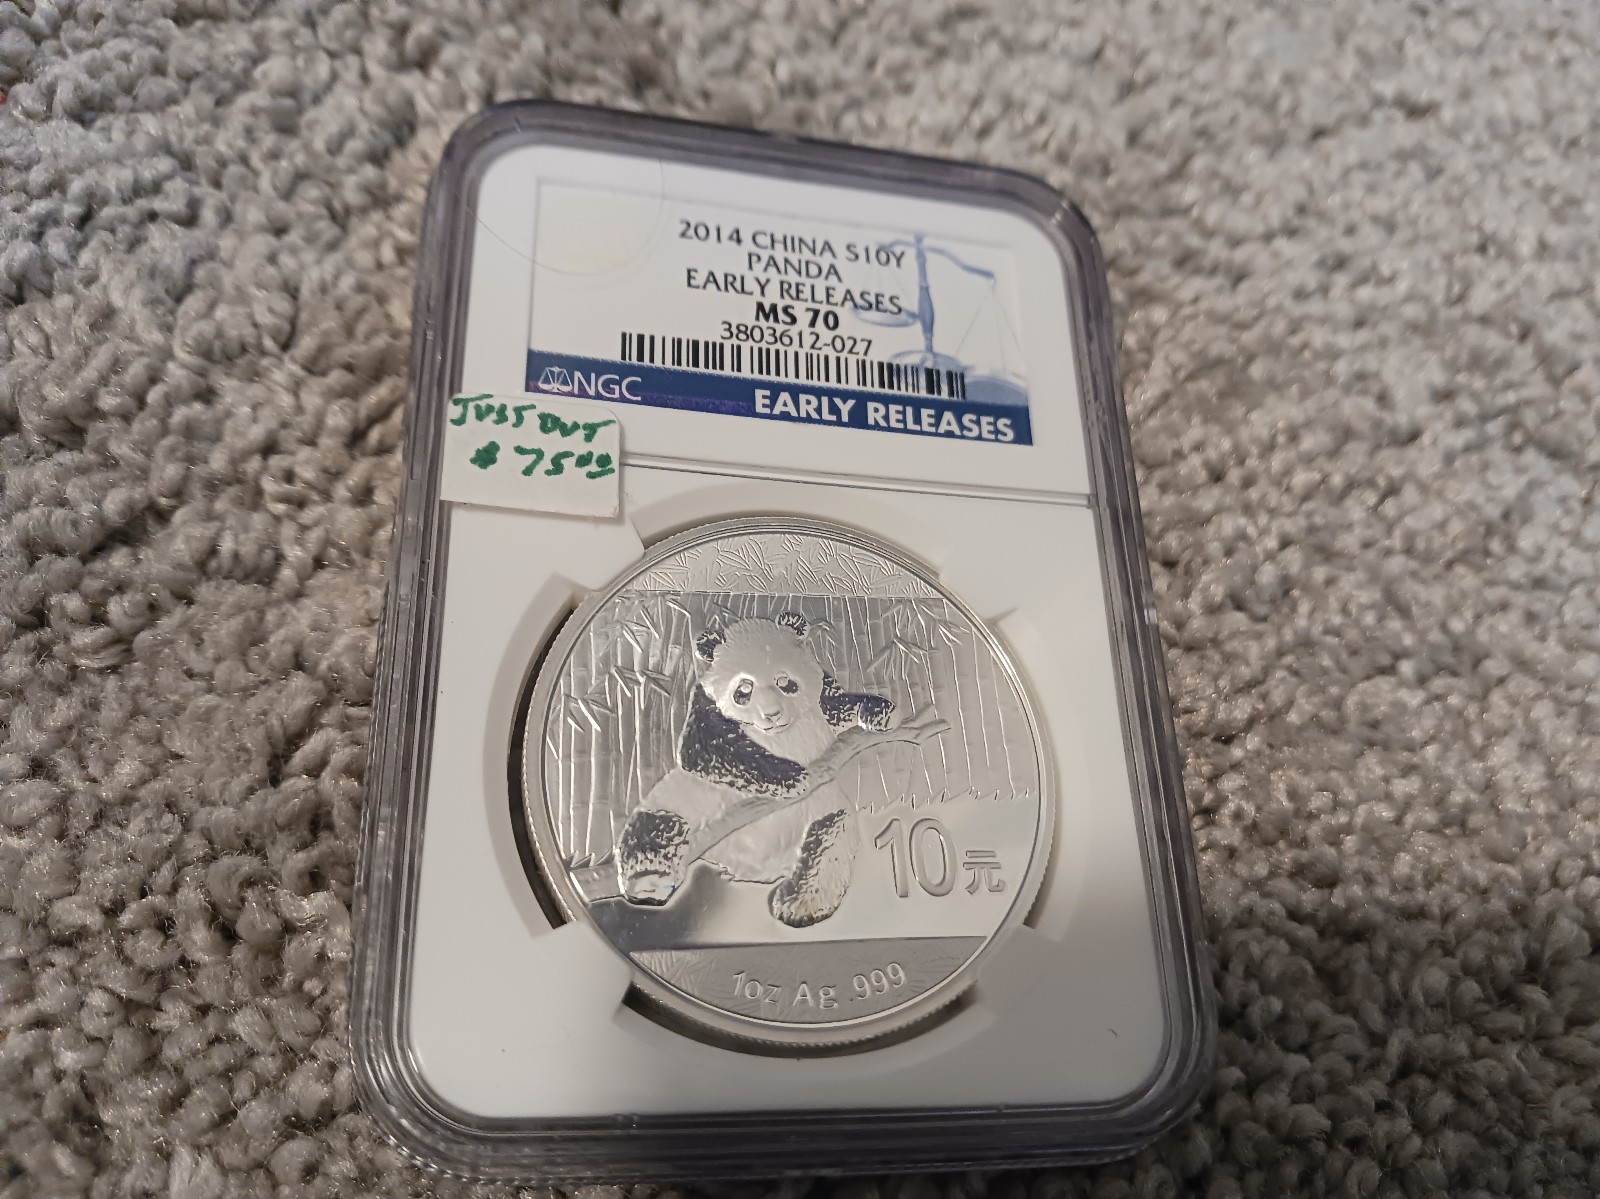 2014 CHINA S10Y
PANDA
EARLY RELEASES
MS 70
3803612-027
NGC
EARLY RELEASES
JUST OUT
$ 75.00
10元
1oz Ag .999